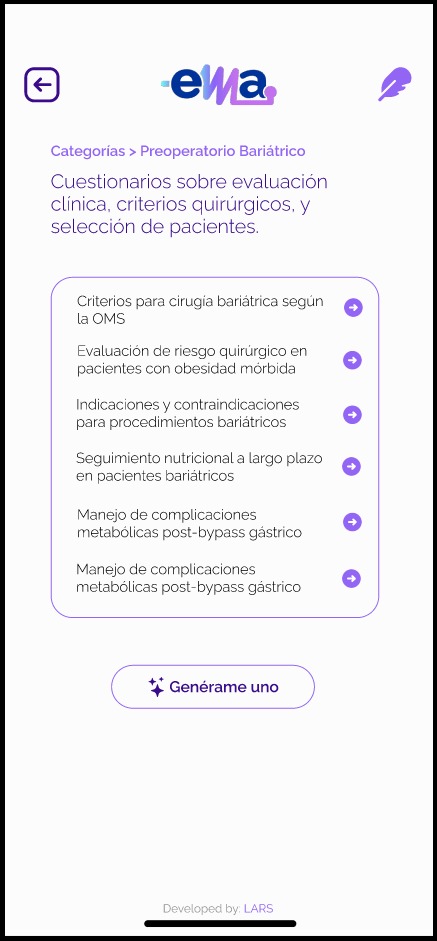 ema
Categorías > Preoperatorio Bariátrico
Cuestionarios sobre evaluación
clínica, criterios quirúrgicos, y
selección de pacientes.
Criterios para cirugía bariátrica según
la OMS
Evaluación de riesgo quirúrgico en
pacientes con obesidad mórbida
Indicaciones y contraindicaciones
para procedimientos bariátricos
Seguimiento nutricional a largo plazo
en pacientes bariátricos
Manejo de complicaciones
metabólicas post-bypass gástrico
Manejo de complicaciones
metabólicas post-bypass gástrico
Genérame uno
Developed by: LARS